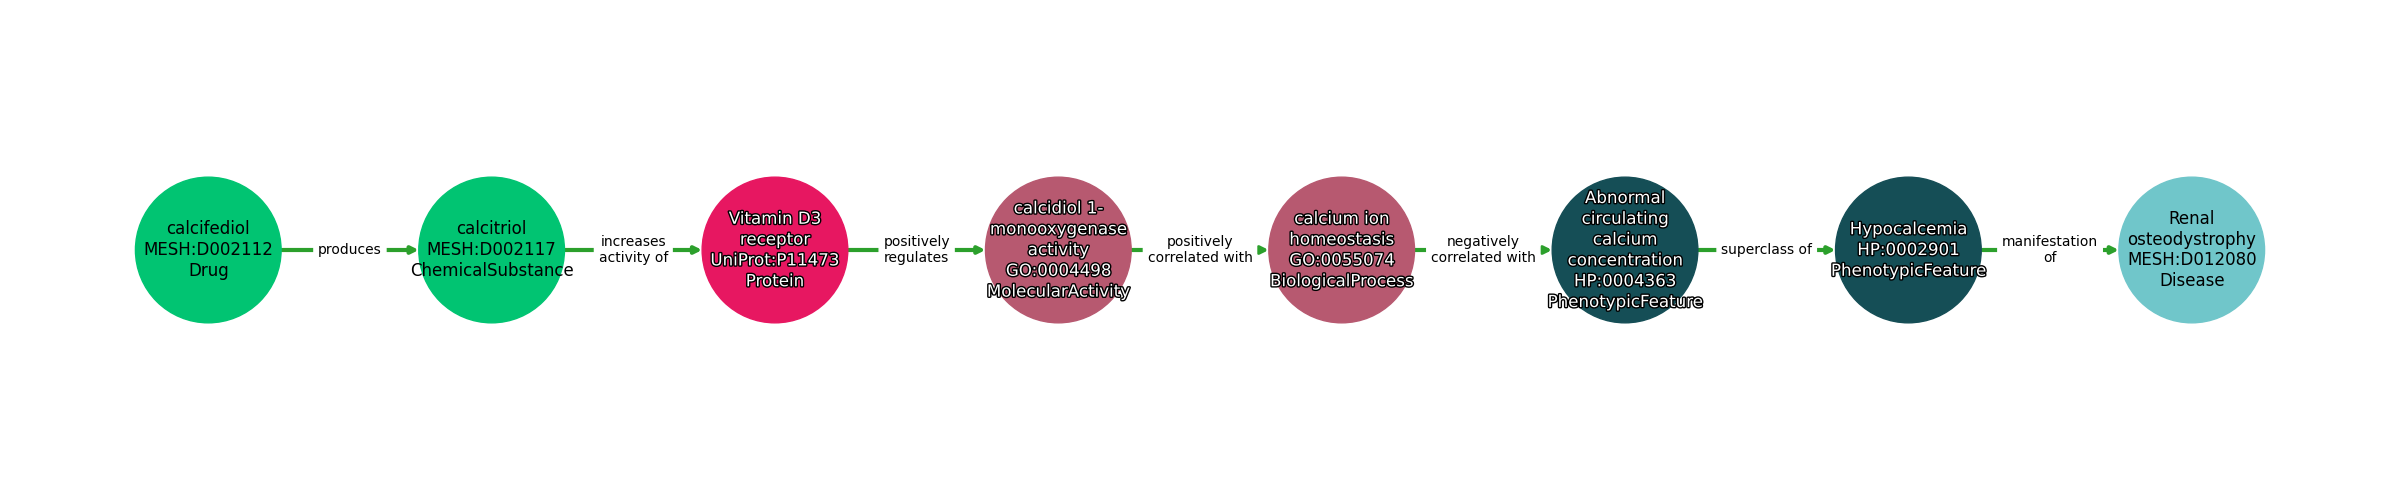 calcifediol
MESH:D002112
Drug
produces
calcitriol
MESH:D002117
ChemicalSubstance
increases
activity of
Vitamin D3
receptor
UniProt:P11473
Protein
positively
regulates
calcidiol 1-
monooxygenase
activity
GO:0004498
MolecularActivity
positively
correlated with
calcium ion
homeostasis
GO:0055074
BiologicalProcess
negatively
correlated with
Abnormal
circulating
calcium
concentration
HP:0004363
PhenotypicFeature
superclass of
Hypocalcemia
HP:0002901
PhenotypicFeature
manifestation
of
Renal
osteodystrophy
MESH:D012080
Disease